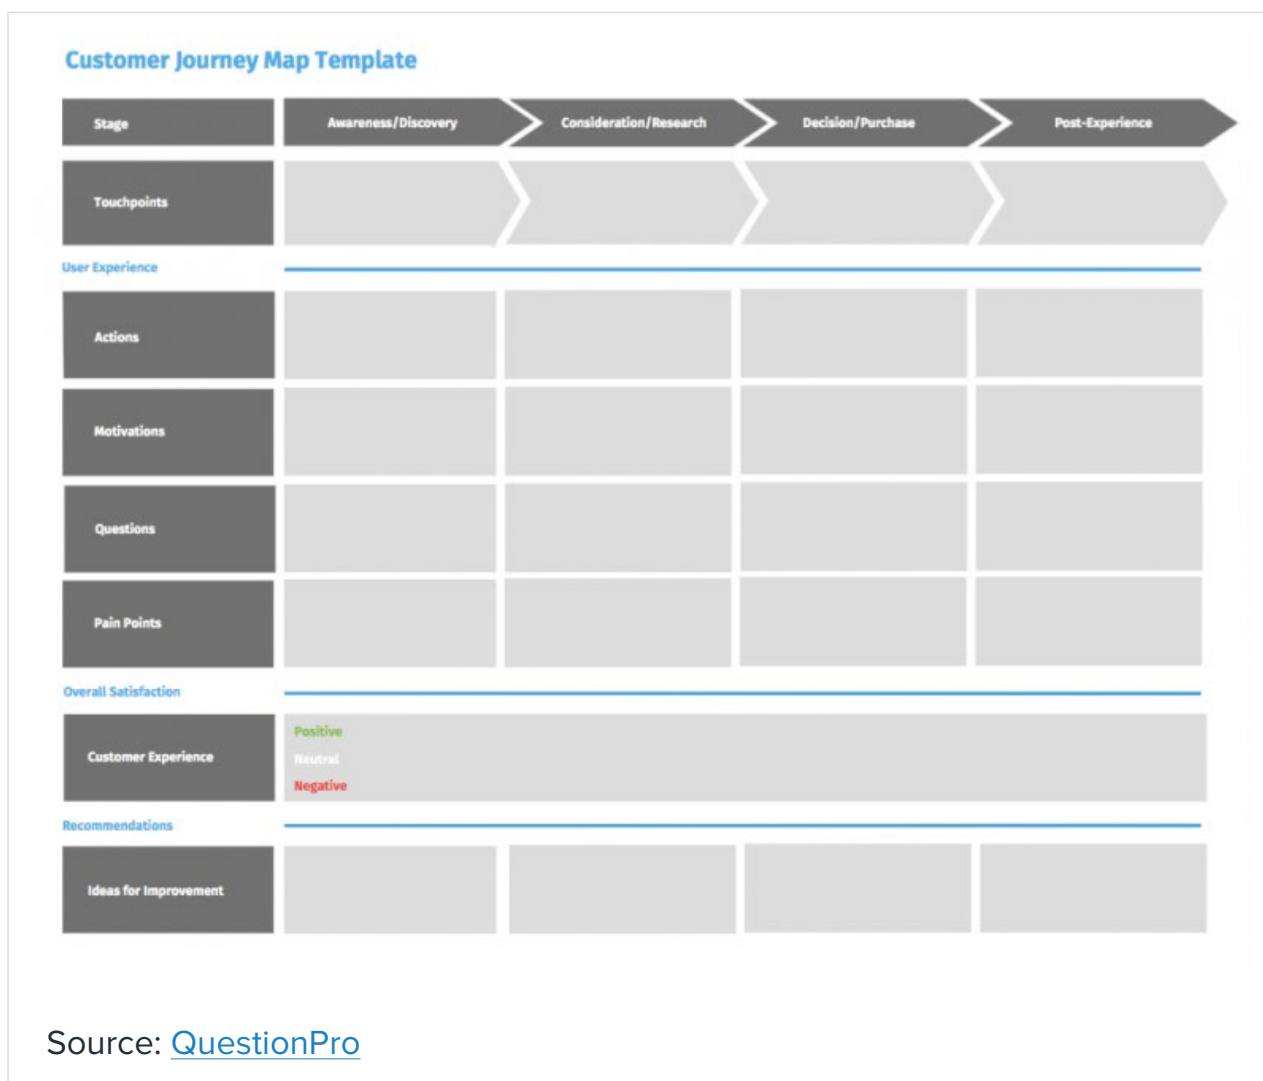 Customer Journey Map Template
Stage
Awareness/Discovery
Consideration/Research
Decision/Purchase
Post-Experience
Touchpoints
User Experience
Actions
Motivations
Questions
Pain Points
Overall Satisfaction
Customer Experience
Positive
Neutral
Negative
Recommendations
Ideas for Improvement
Source: QuestionPro